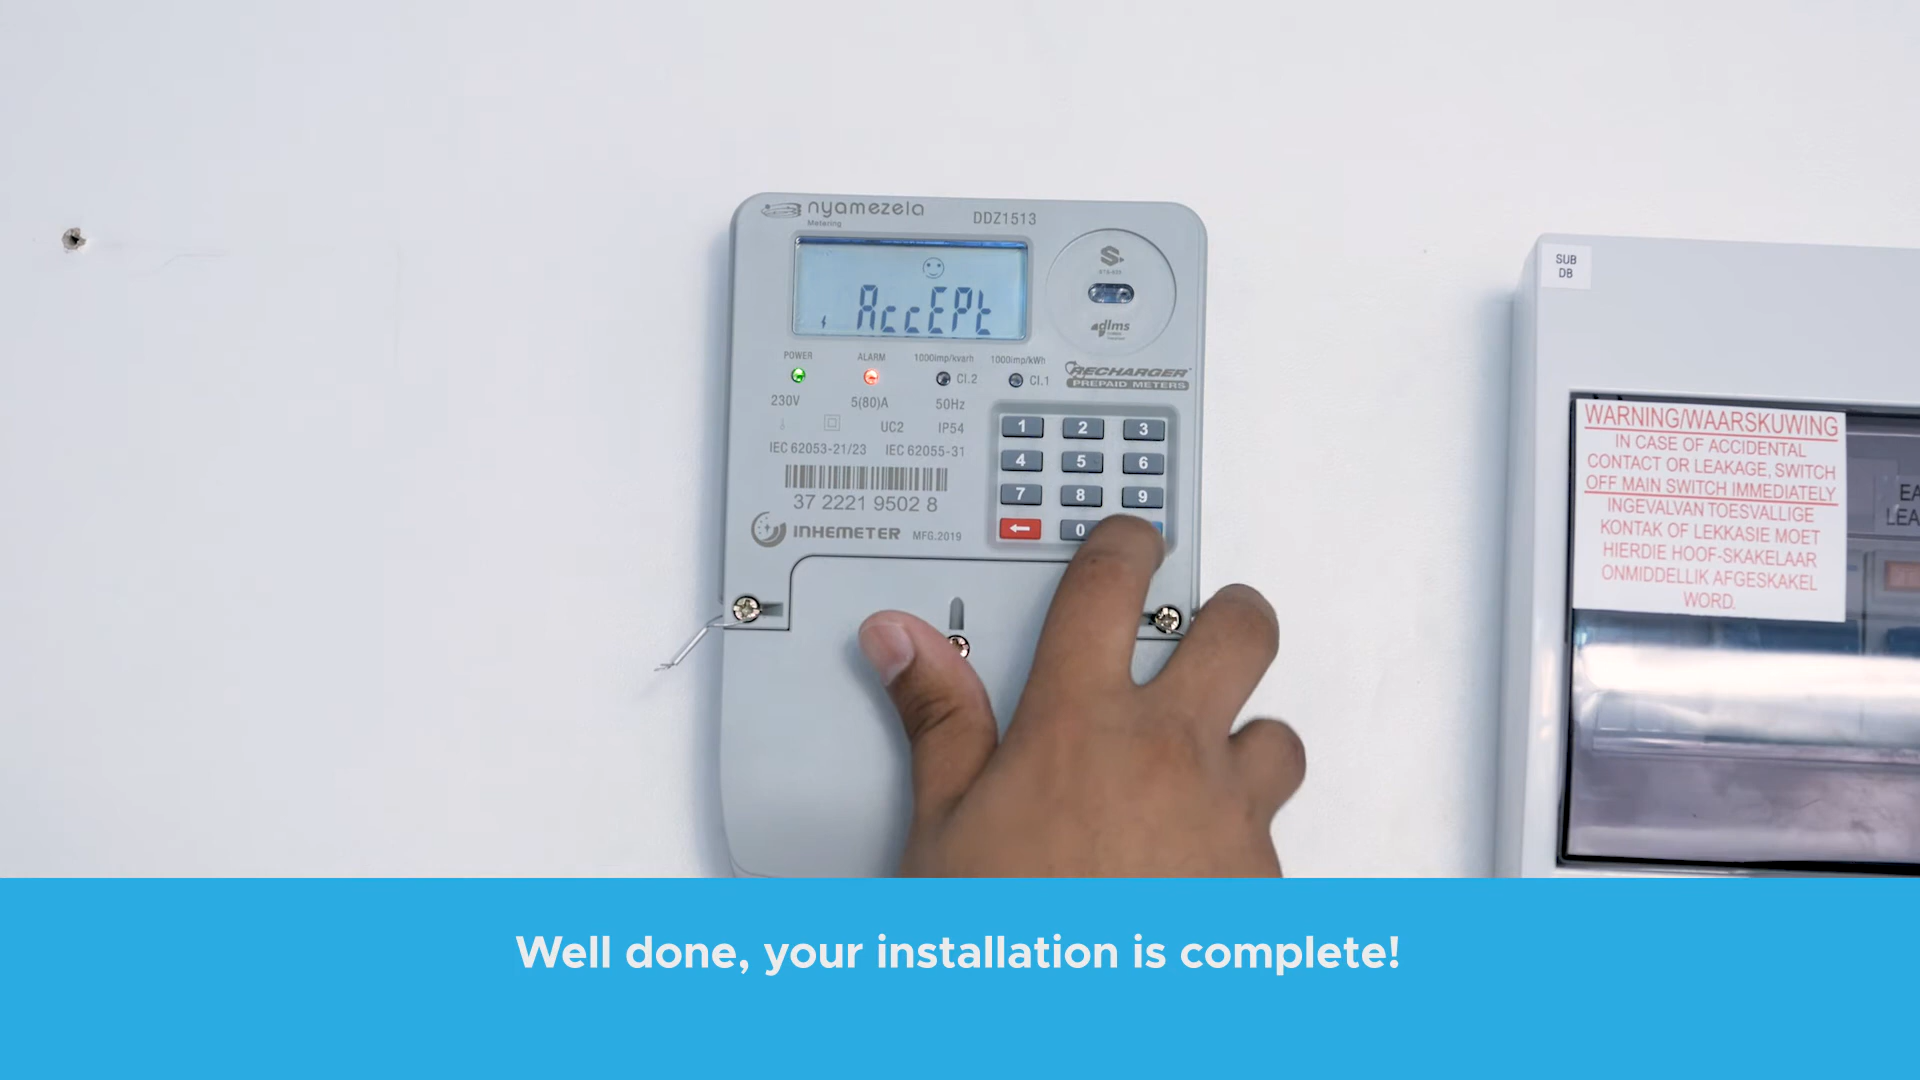 nyamezela
Metering
DDZ1513
AccEPt
S
STS-055
dlms
POWER
ALARM
1000imp/kvarh
1000imp/kWh
Cl.2
Cl.1
RECHARGER
PREPAID METERS
230V
5(80)A
50Hz
UC2
IP54
IEC 62053-21/23
IEC 62055-31
37 2221 9502 8
INHEMETER
MFG.2019
1 2 3
4 5 6
7 8 9
0
SUB
DB
WARNING/WAARSKUWING
IN CASE OF ACCIDENTAL
CONTACT OR LEAKAGE, SWITCH
OFF MAIN SWITCH IMMEDIATELY
INGEVALVAN TOESVALLIGE
KONTAK OF LEKKASIE MOET
HIERDIE HOOF-SKAKELAAR
ONMIDDELLIK AFGESKAKEL
WORD.
Well done, your installation is complete!